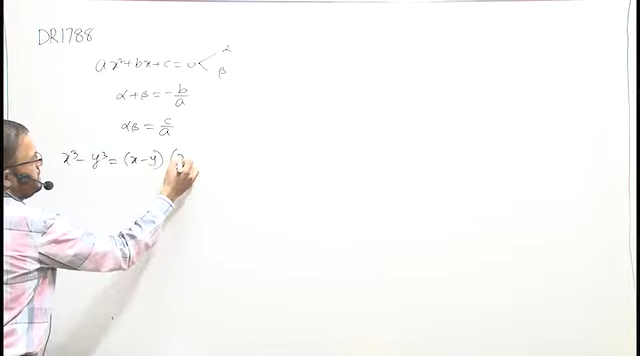 DR1788
ax²+bx+c=0 < α
β
α+β = -b/a
αβ = c/a
x³-y³ = (x-y) (